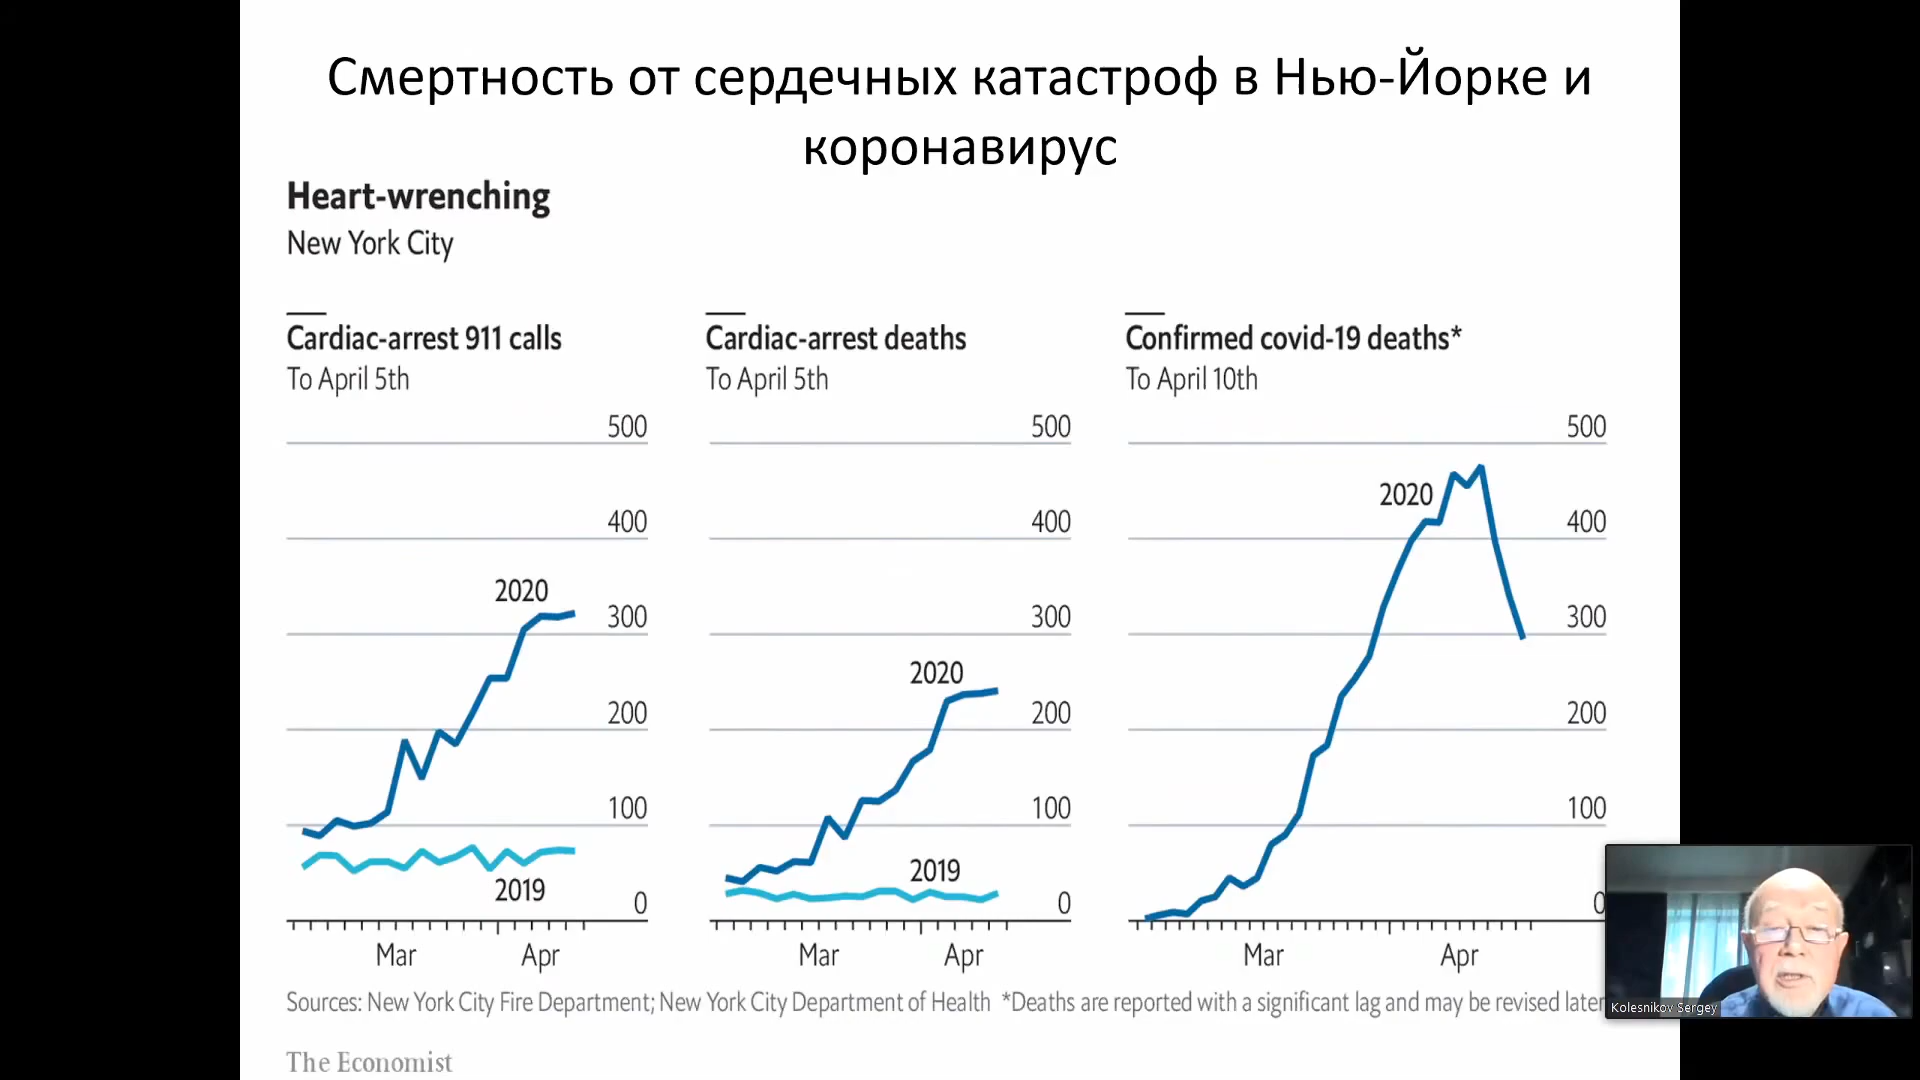 Смертность от сердечных катастроф в Нью-Йорке и
коронавирус
Heart-wrenching
New York City
Cardiac-arrest 911 calls
To April 5th
500
400
300
200
100
0
2020
2019
Mar
Apr
Cardiac-arrest deaths
To April 5th
500
400
300
200
100
0
2020
2019
Mar
Apr
Confirmed covid-19 deaths*
To April 10th
500
400
300
200
100
0
2020
Mar
Apr
Sources: New York City Fire Department; New York City Department of Health *Deaths are reported with a significant lag and may be revised later
The Economist
Kolesnikov Sergey